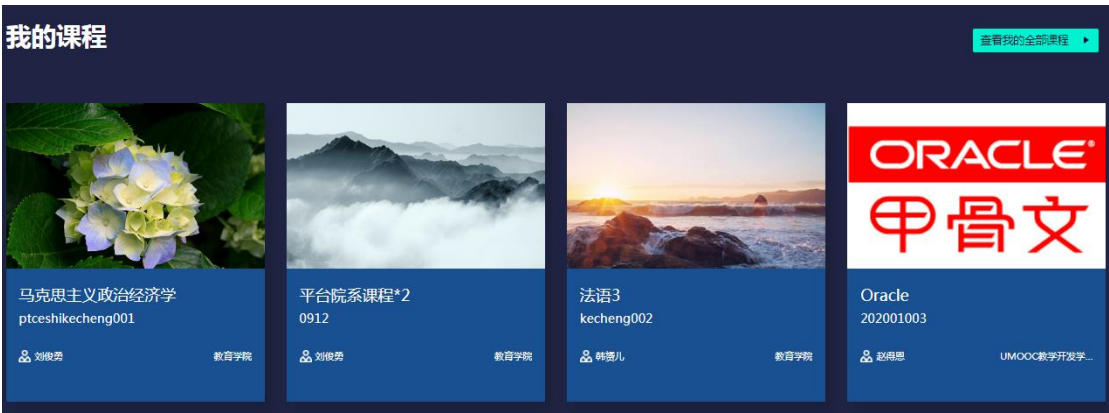 我的课程
查看我的全部课程
ORACLE
甲骨文
马克思主义政治经济学
ptceshikecheng001
刘俊勇
教育学院
平台院系课程*2
0912
刘俊勇
教育学院
法语3
kecheng002
韩赟儿
教育学院
Oracle
202001003
赵得恩
UMOOC教学开发学...